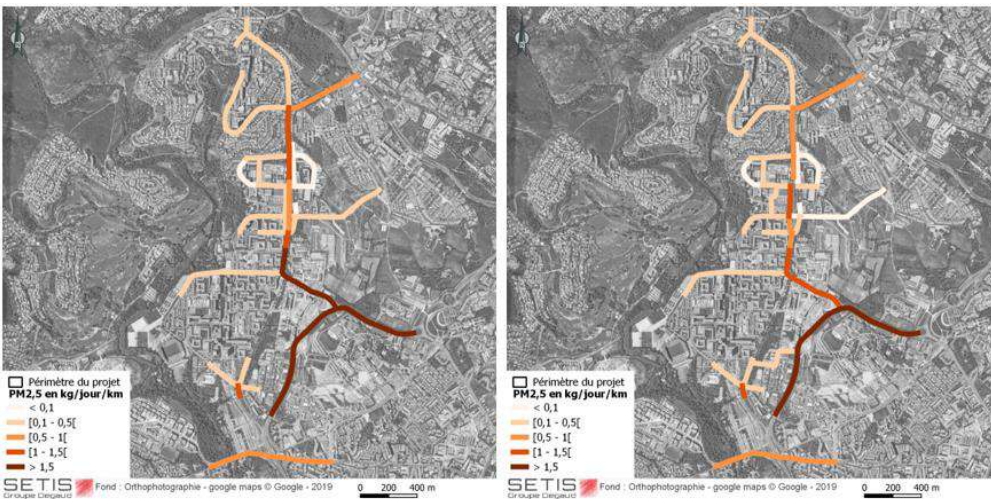 Périmètre du projet
PM2,5 en kg/jour/km
< 0,1
[0,1 - 0,5[
[0,5 - 1[
[1 - 1,5[
> 1,5
SETIS
Groupe Degaud
Fond : Orthophotographie - google maps © Google - 2019
0 200 400 m
Périmètre du projet
PM2,5 en kg/jour/km
< 0,1
[0,1 - 0,5[
[0,5 - 1[
[1 - 1,5[
> 1,5
SETIS
Groupe Degaud
Fond : Orthophotographie - google maps © Google - 2019
0 200 400 m